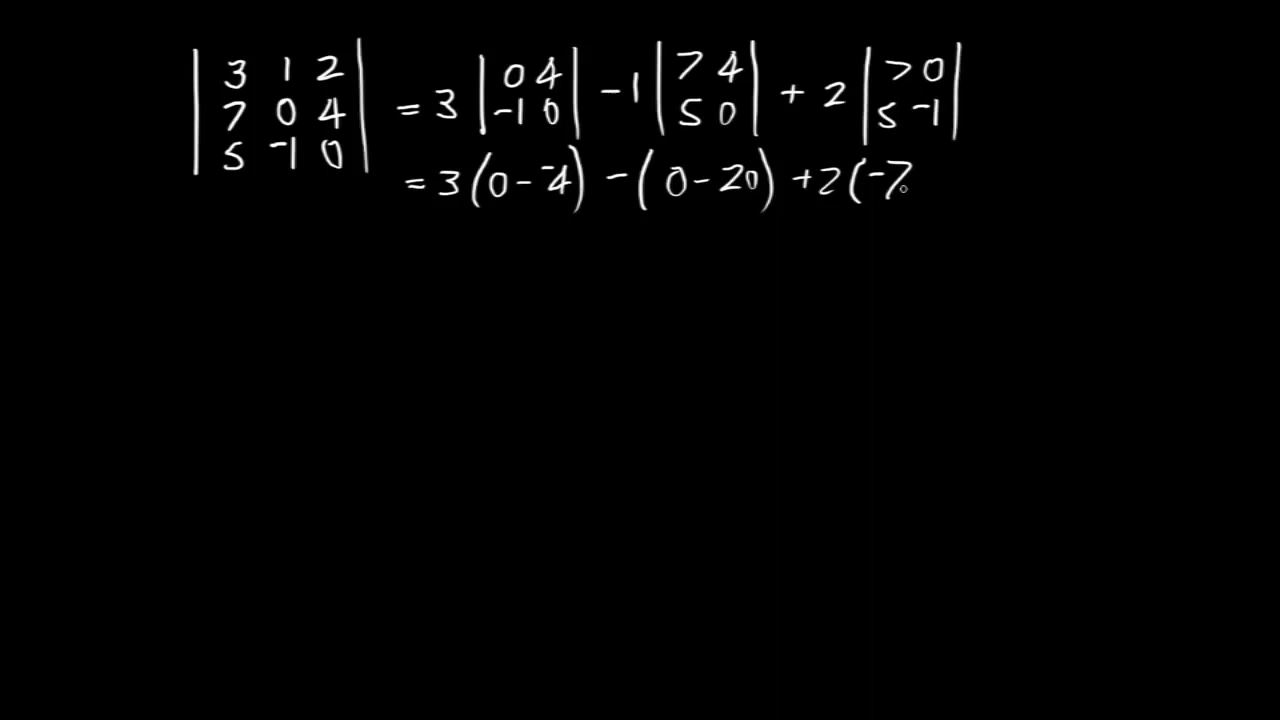 | 3 1 2 |
| 7 0 4 | = 3 | 0 4 | - 1 | 7 4 | + 2 | 7 0 |
| 5 -1 0 | | -1 0 | | 5 0 | | 5 -1 |
= 3 (0 - -4) - (0 - 20) + 2 (-7